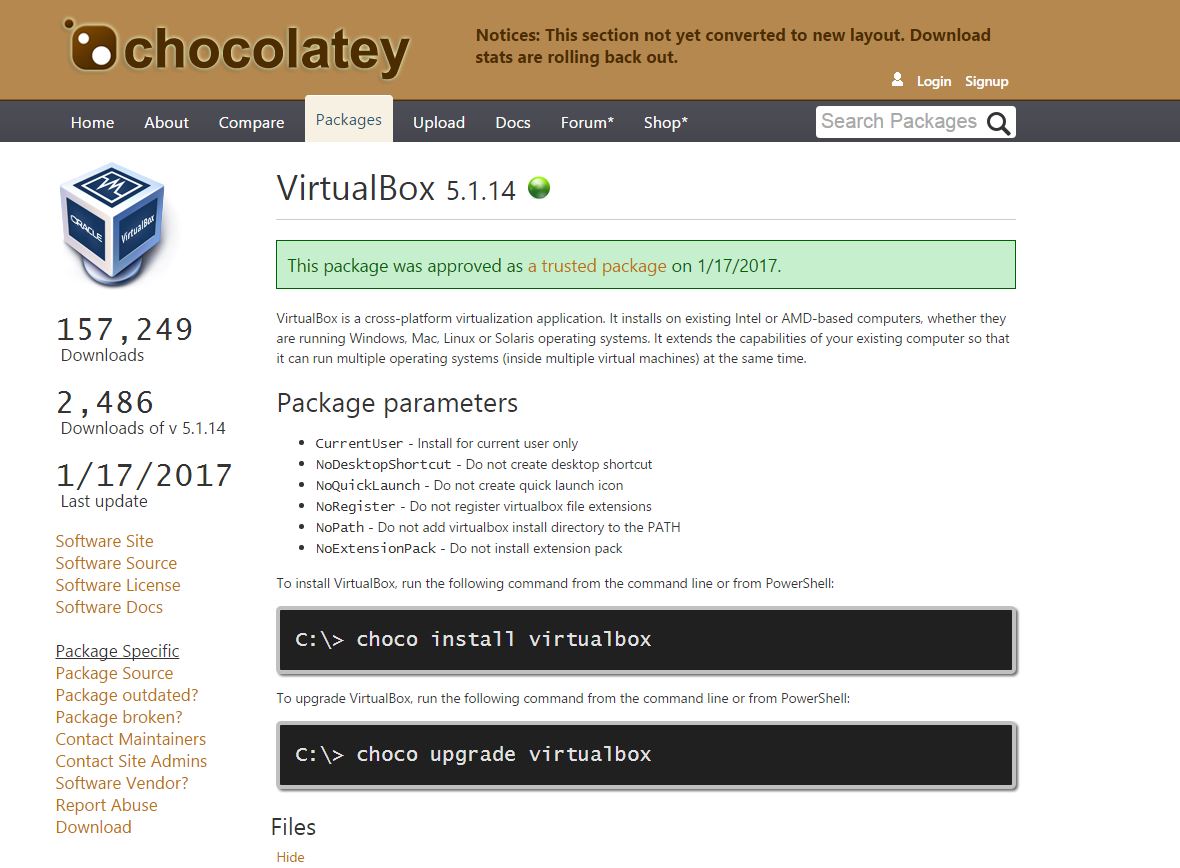 chocolatey
Notices: This section not yet converted to new layout. Download
stats are rolling back out.
Login Signup
Home About Compare Packages Upload Docs Forum* Shop* Search Packages
ORACLE VirtualBox
VirtualBox 5.1.14
This package was approved as a trusted package on 1/17/2017.
157,249
Downloads
2,486
Downloads of v 5.1.14
1/17/2017
Last update
Software Site
Software Source
Software License
Software Docs
Package Specific
Package Source
Package outdated?
Package broken?
Contact Maintainers
Contact Site Admins
Software Vendor?
Report Abuse
Download
VirtualBox is a cross-platform virtualization application. It installs on existing Intel or AMD-based computers, whether they
are running Windows, Mac, Linux or Solaris operating systems. It extends the capabilities of your existing computer so that
it can run multiple operating systems (inside multiple virtual machines) at the same time.
Package parameters
• CurrentUser - Install for current user only
• NoDesktopShortcut - Do not create desktop shortcut
• NoQuickLaunch - Do not create quick launch icon
• NoRegister - Do not register virtualbox file extensions
• NoPath - Do not add virtualbox install directory to the PATH
• NoExtensionPack - Do not install extension pack
To install VirtualBox, run the following command from the command line or from PowerShell:
C:\> choco install virtualbox
To upgrade VirtualBox, run the following command from the command line or from PowerShell:
C:\> choco upgrade virtualbox
Files
Hide